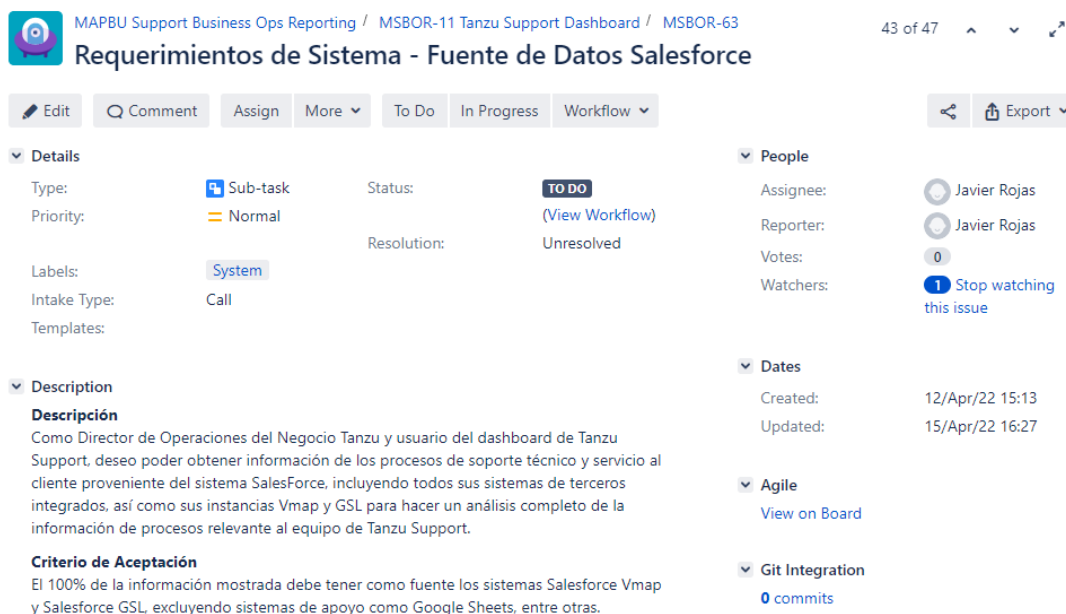 MAPBU Support Business Ops Reporting / MSBOR-11 Tanzu Support Dashboard / MSBOR-63
43 of 47
Requerimientos de Sistema - Fuente de Datos Salesforce
Edit Comment Assign More To Do In Progress Workflow Export
Details
Type: Sub-task Status: TO DO
Priority: Normal (View Workflow)
Resolution: Unresolved
Labels: System
Intake Type: Call
Templates:
Description
Descripción
Como Director de Operaciones del Negocio Tanzu y usuario del dashboard de Tanzu
Support, deseo poder obtener información de los procesos de soporte técnico y servicio al
cliente proveniente del sistema SalesForce, incluyendo todos sus sistemas de terceros
integrados, así como sus instancias Vmap y GSL para hacer un análisis completo de la
información de procesos relevante al equipo de Tanzu Support.
Criterio de Aceptación
El 100% de la información mostrada debe tener como fuente los sistemas Salesforce Vmap
y Salesforce GSL, excluyendo sistemas de apoyo como Google Sheets, entre otras.
People
Assignee: Javier Rojas
Reporter: Javier Rojas
Votes: 0
Watchers: 1 Stop watching
this issue
Dates
Created: 12/Apr/22 15:13
Updated: 15/Apr/22 16:27
Agile
View on Board
Git Integration
0 commits